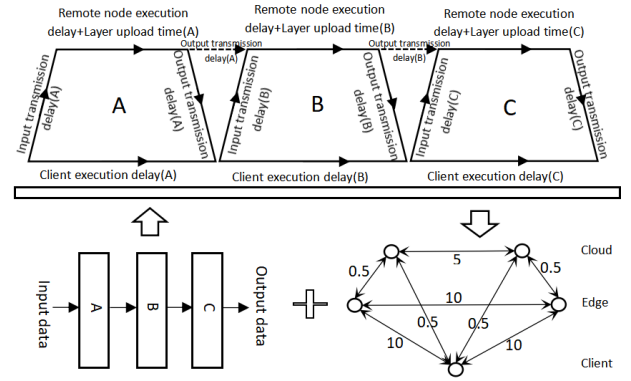 Remote node execution
delay+Layer upload time(A)
Remote node execution
delay+Layer upload time(B)
Remote node execution
delay+Layer upload time(C)
Output transmission
delay(A)
Output transmission
delay(B)
Input transmission
delay(A)
A
Output transmission
delay(A)
Input transmission
delay(B)
B
Output transmission
delay(B)
Input transmission
delay(C)
C
Output transmission
delay(C)
Client execution delay(A)
Client execution delay(B)
Client execution delay(C)
Input data
A
B
C
Output data
Cloud
5
0.5
0.5
Edge
10
0.5
0.5
10
10
Client